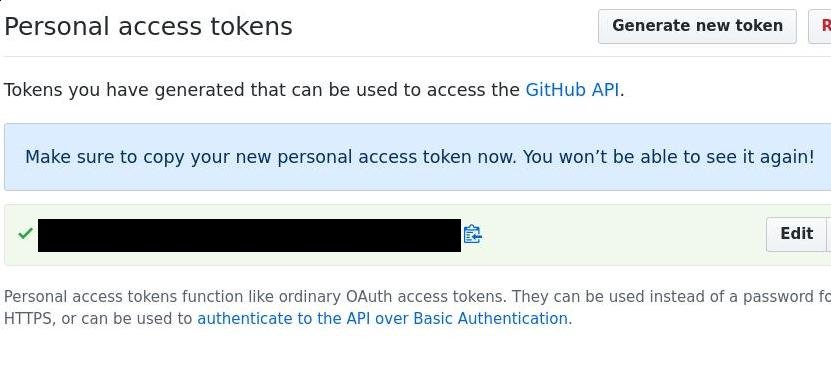 Personal access tokens
Generate new token
R
Tokens you have generated that can be used to access the GitHub API.
Make sure to copy your new personal access token now. You won’t be able to see it again!
Edit
Personal access tokens function like ordinary OAuth access tokens. They can be used instead of a password fo
HTTPS, or can be used to authenticate to the API over Basic Authentication.